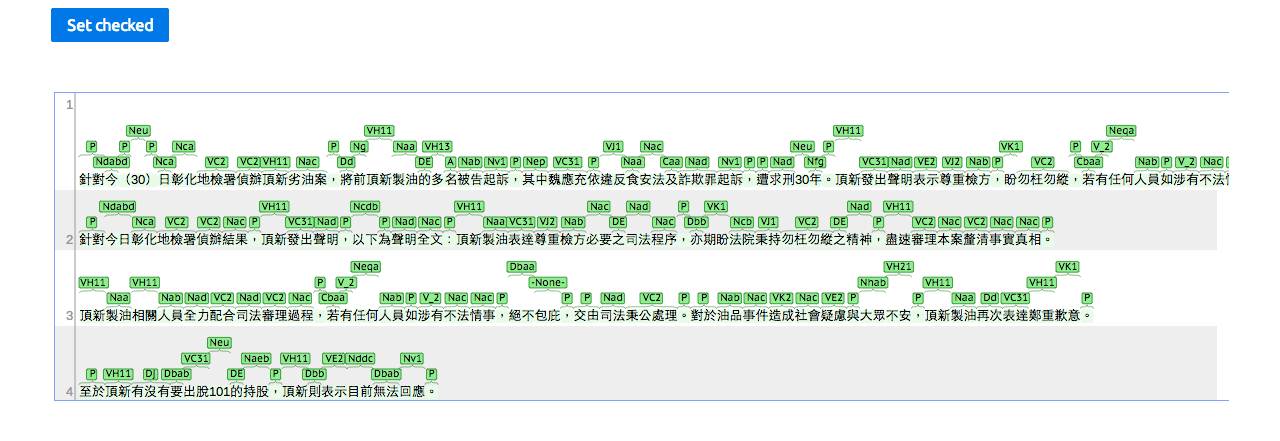 Set checked
1
Neu VH11 VH11 Neqa
P P P Nca P Ng Naa VH13 VJ1 Nac Neu P VK1 P V_2
Ndabd Nca VC2 VC2 VH11 Nac Dd DE A Nab Nv1 P Nep VC31 P Naa Caa Nad Nv1 P P Nad Nfg VC31 Nad VE2 VJ2 Nab P VC2 Cbaa Nab P V_2 Nac
針對今（30）日彰化地檢署偵辦頂新劣油案，將前頂新製油的多名被告起訴，其中魏應充依違反食安法及詐欺罪起訴，遭求刑30年。頂新發出聲明表示尊重檢方，盼勿枉勿縱，若有任何人員如涉有不法情
Ndabd VH11 Ncdb VH11 Nac Nad P VK1 Nad VH11
P Nca VC2 VC2 Nac P VC31 Nad P P Nad Nac P Naa VC31 VJ2 Nab DE Nac Dbb Ncb VJ1 VC2 DE P VC2 Nac VC2 Nac Nac P
2 針對今日彰化地檢署偵辦結果，頂新發出聲明，以下為聲明全文：頂新製油表達尊重檢方必要之司法程序，亦期盼法院秉持勿枉勿縱之精神，盡速審理本案釐清事實真相。
Neqa Dbaa VH21 VK1
VH11 VH11 P V_2 -None- Nhab VH11 VH11
Naa Nab Nad VC2 Nad VC2 Nac Cbaa Nab P V_2 Nac Nac P P P Nad VC2 P P Nab Nac VK2 Nac VE2 P P Naa Dd VC31 P
3 頂新製油相關人員全力配合司法審理過程，若有任何人員如涉有不法情事，絕不包庇，交由司法秉公處理。對於油品事件造成社會疑慮與大眾不安，頂新製油再次表達鄭重歉意。
Neu
VC31 Naeb VH11 VE2 Nddc Nv1
P VH11 DJ Dbab DE P Dbb Dbab P
4 至於頂新有沒有要出脫101的持股，頂新則表示目前無法回應。